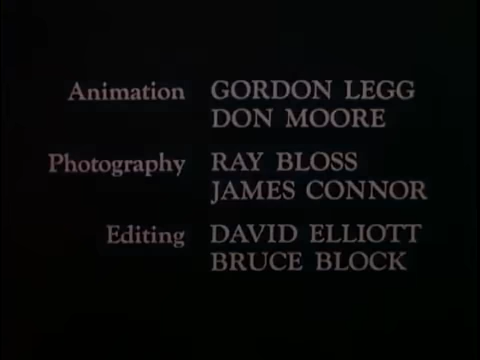 Animation GORDON LEGG
DON MOORE
Photography RAY BLOSS
JAMES CONNOR
Editing DAVID ELLIOTT
BRUCE BLOCK